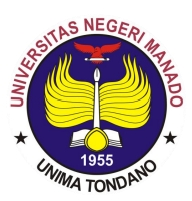 UNIVERSITAS NEGERI MANADO
1955
UNIMA TONDANO